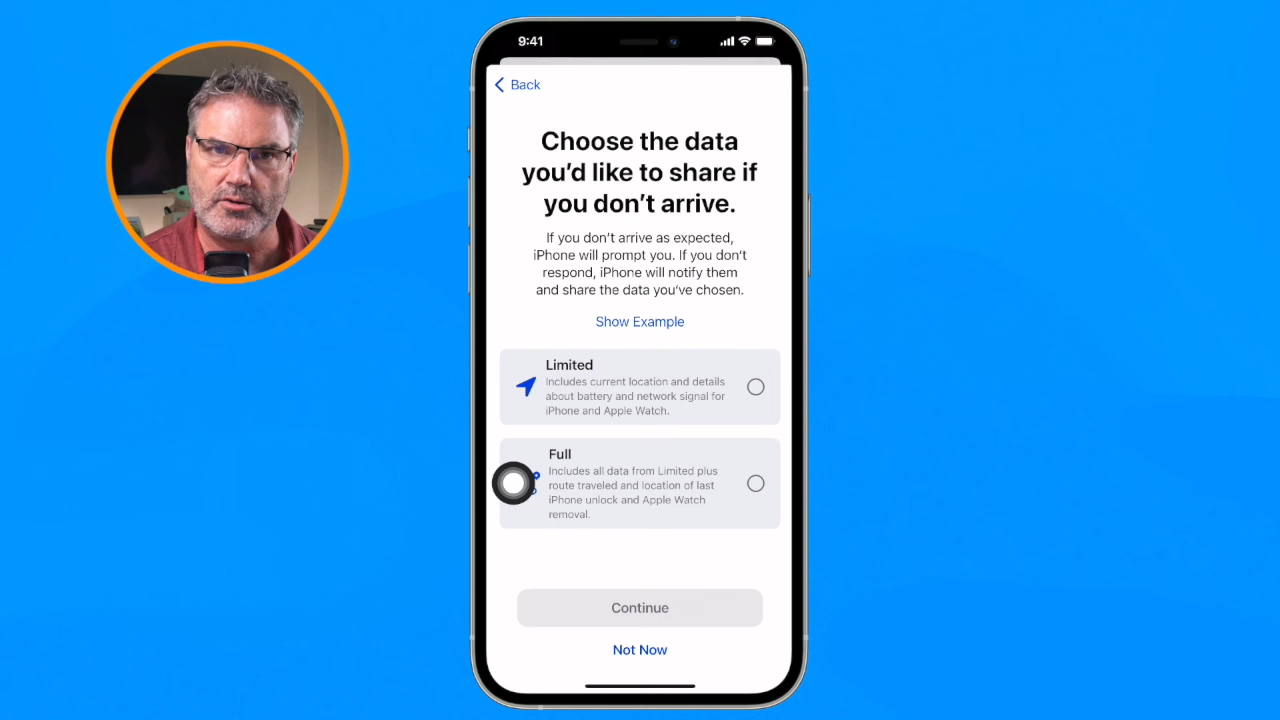 9:41
Back
Choose the data
you'd like to share if
you don't arrive.
If you don't arrive as expected,
iPhone will prompt you. If you don't
respond, iPhone will notify them
and share the data you've chosen.
Show Example
Limited
Includes current location and details
about battery and network signal for
iPhone and Apple Watch.
Full
Includes all data from Limited plus
route traveled and location of last
iPhone unlock and Apple Watch
removal.
Continue
Not Now